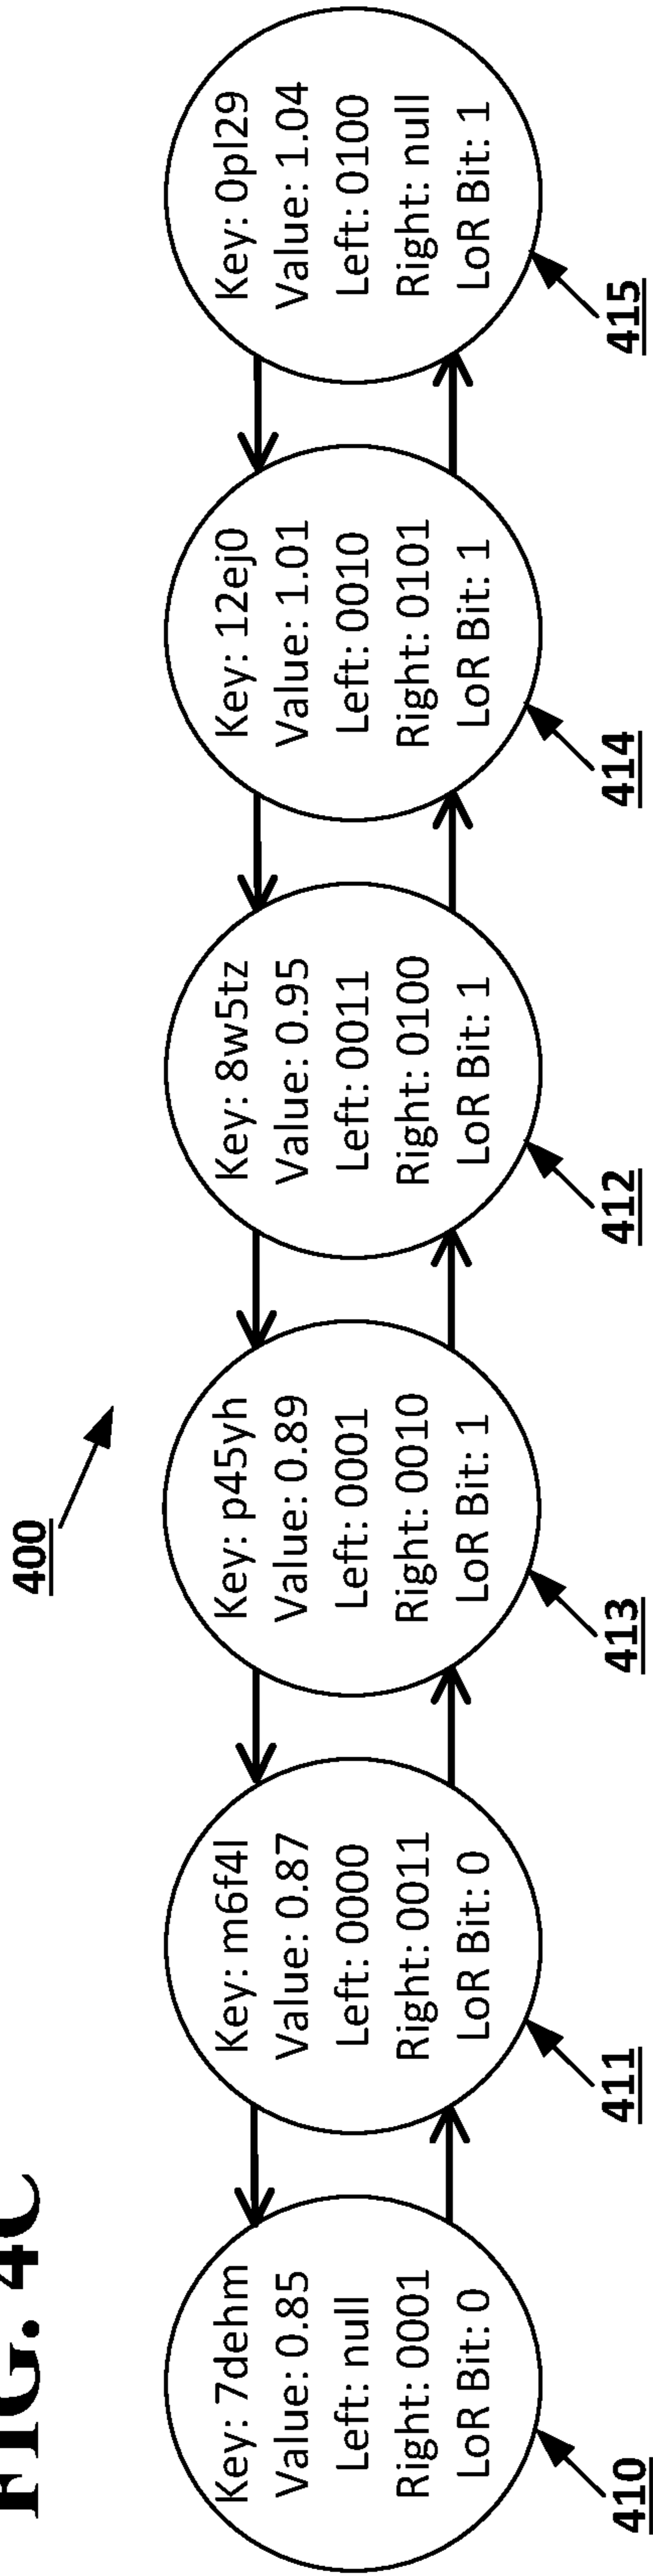 FIG. 4C
400
Key: 7dehm
Value: 0.85
Left: null
Right: 0001
LoR Bit: 0
410
Key: m6f4l
Value: 0.87
Left: 0000
Right: 0011
LoR Bit: 0
411
Key: p45yh
Value: 0.89
Left: 0001
Right: 0010
LoR Bit: 1
413
Key: 8w5tz
Value: 0.95
Left: 0011
Right: 0100
LoR Bit: 1
412
Key: 12ej0
Value: 1.01
Left: 0010
Right: 0101
LoR Bit: 1
414
Key: 0pl29
Value: 1.04
Left: 0100
Right: null
LoR Bit: 1
415